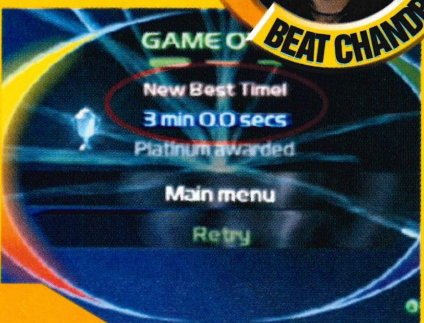 GAME O
BEAT CHAND
New Best Time!
3 min 0.0 secs
Platinum awarded
Main menu
Retry